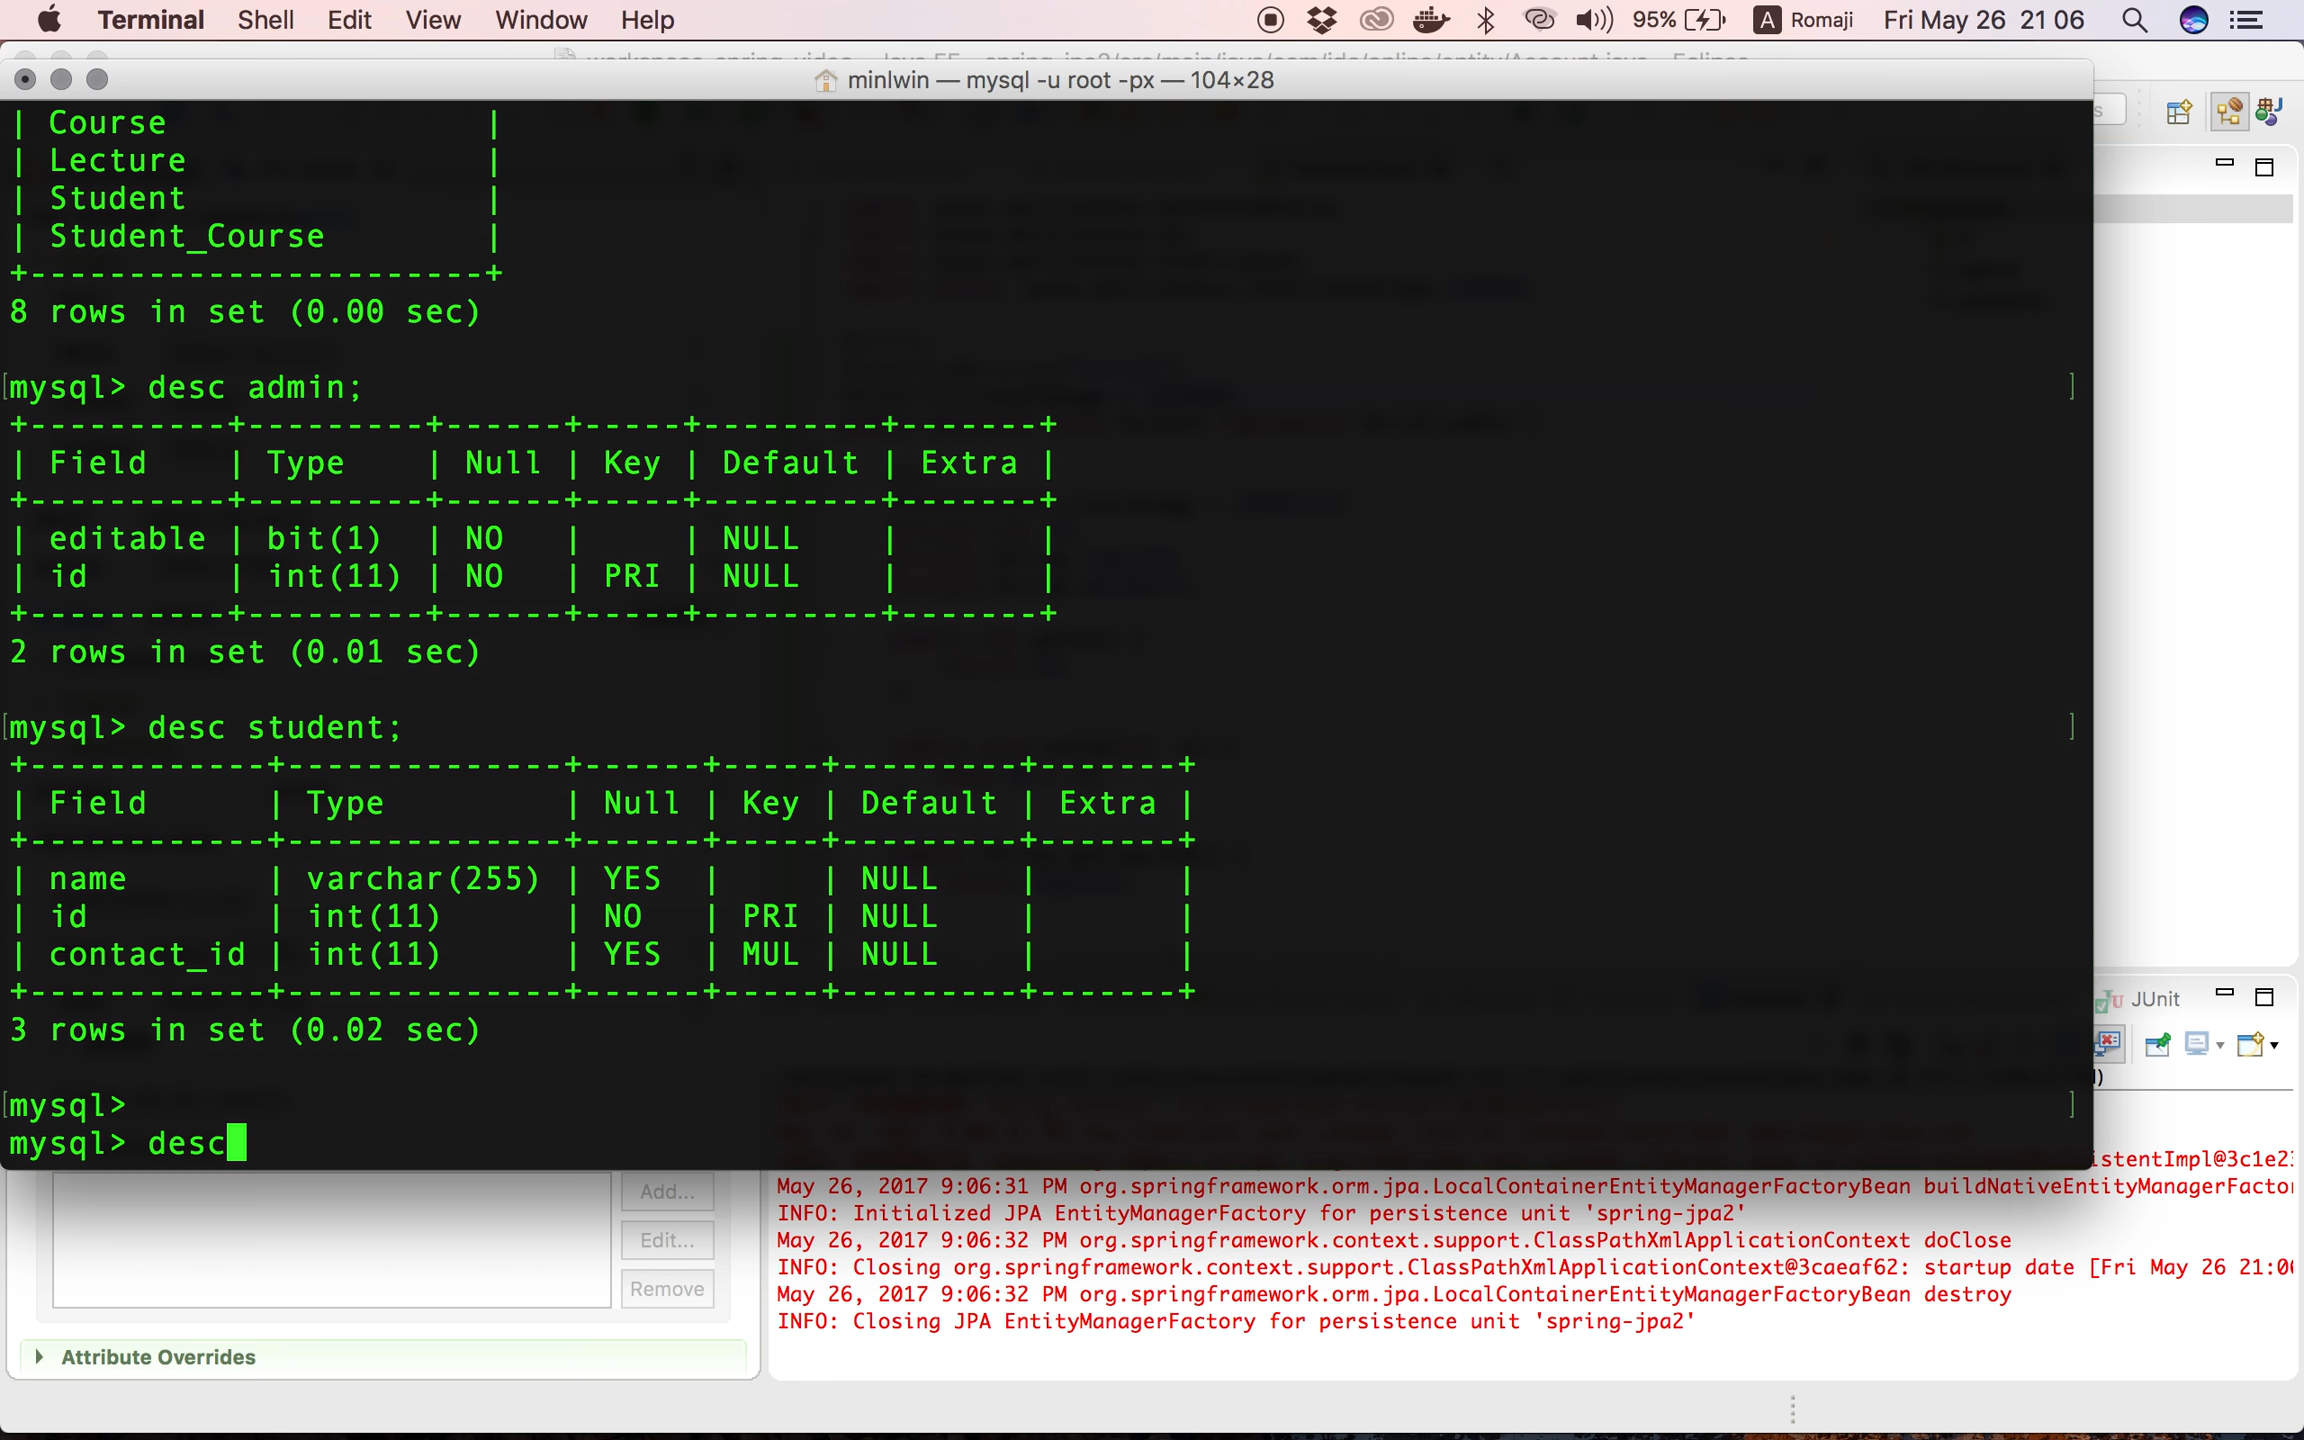 Terminal Shell Edit View Window Help 95% A Romaji Fri May 26 21 06
minlwin — mysql -u root -px — 104×28
| Course |
| Lecture |
| Student |
| Student_Course |
+-----------------------+
8 rows in set (0.00 sec)
[mysql> desc admin; ]
+----------+---------+------+-----+---------+-------+
| Field | Type | Null | Key | Default | Extra |
+----------+---------+------+-----+---------+-------+
| editable | bit(1) | NO | | NULL | |
| id | int(11) | NO | PRI | NULL | |
+----------+---------+------+-----+---------+-------+
2 rows in set (0.01 sec)
[mysql> desc student; ]
+------------+--------------+------+-----+---------+-------+
| Field | Type | Null | Key | Default | Extra |
+------------+--------------+------+-----+---------+-------+
| name | varchar(255) | YES | | NULL | |
| id | int(11) | NO | PRI | NULL | |
| contact_id | int(11) | YES | MUL | NULL | |
+------------+--------------+------+-----+---------+-------+
3 rows in set (0.02 sec)
[mysql> ]
mysql> desc
JUnit
Add...
Edit...
Remove
Attribute Overrides
istentImpl@3c1e23
May 26, 2017 9:06:31 PM org.springframework.orm.jpa.LocalContainerEntityManagerFactoryBean buildNativeEntityManagerFactor
INFO: Initialized JPA EntityManagerFactory for persistence unit 'spring-jpa2'
May 26, 2017 9:06:32 PM org.springframework.context.support.ClassPathXmlApplicationContext doClose
INFO: Closing org.springframework.context.support.ClassPathXmlApplicationContext@3caeaf62: startup date [Fri May 26 21:0
May 26, 2017 9:06:32 PM org.springframework.orm.jpa.LocalContainerEntityManagerFactoryBean destroy
INFO: Closing JPA EntityManagerFactory for persistence unit 'spring-jpa2'